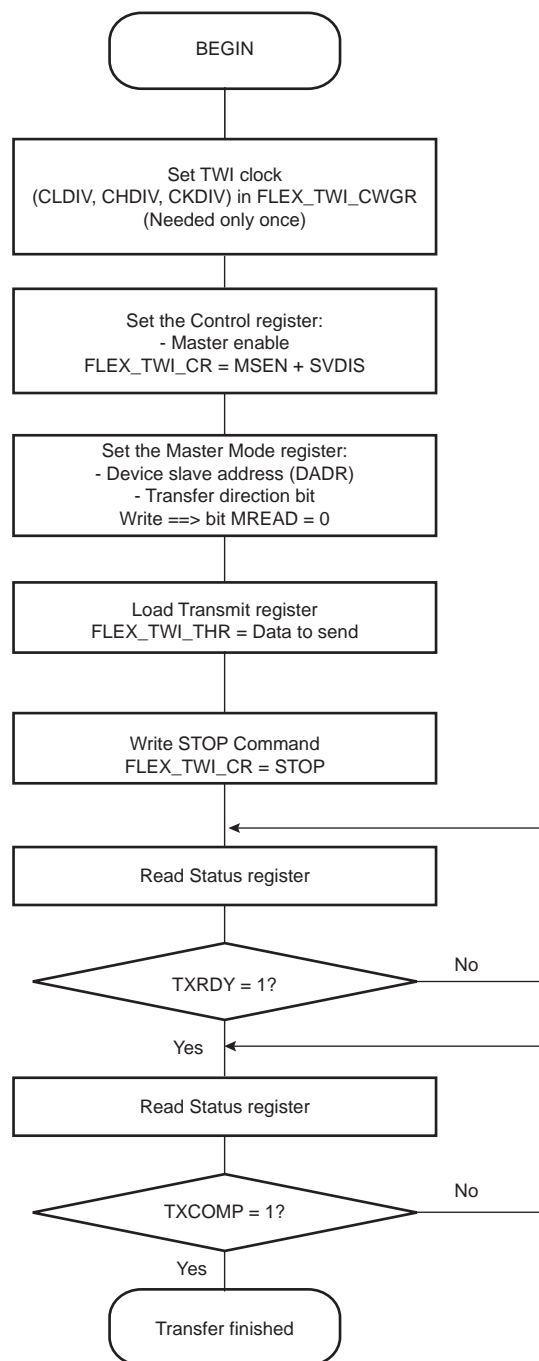 BEGIN
Set TWI clock
(CLDIV, CHDIV, CKDIV) in FLEX_TWI_CWGR
(Needed only once)
Set the Control register:
- Master enable
FLEX_TWI_CR = MSEN + SVDIS
Set the Master Mode register:
- Device slave address (DADR)
- Transfer direction bit
Write ==> bit MREAD = 0
Load Transmit register
FLEX_TWI_THR = Data to send
Write STOP Command
FLEX_TWI_CR = STOP
Read Status register
TXRDY = 1?
No
Yes
Read Status register
TXCOMP = 1?
No
Yes
Transfer finished